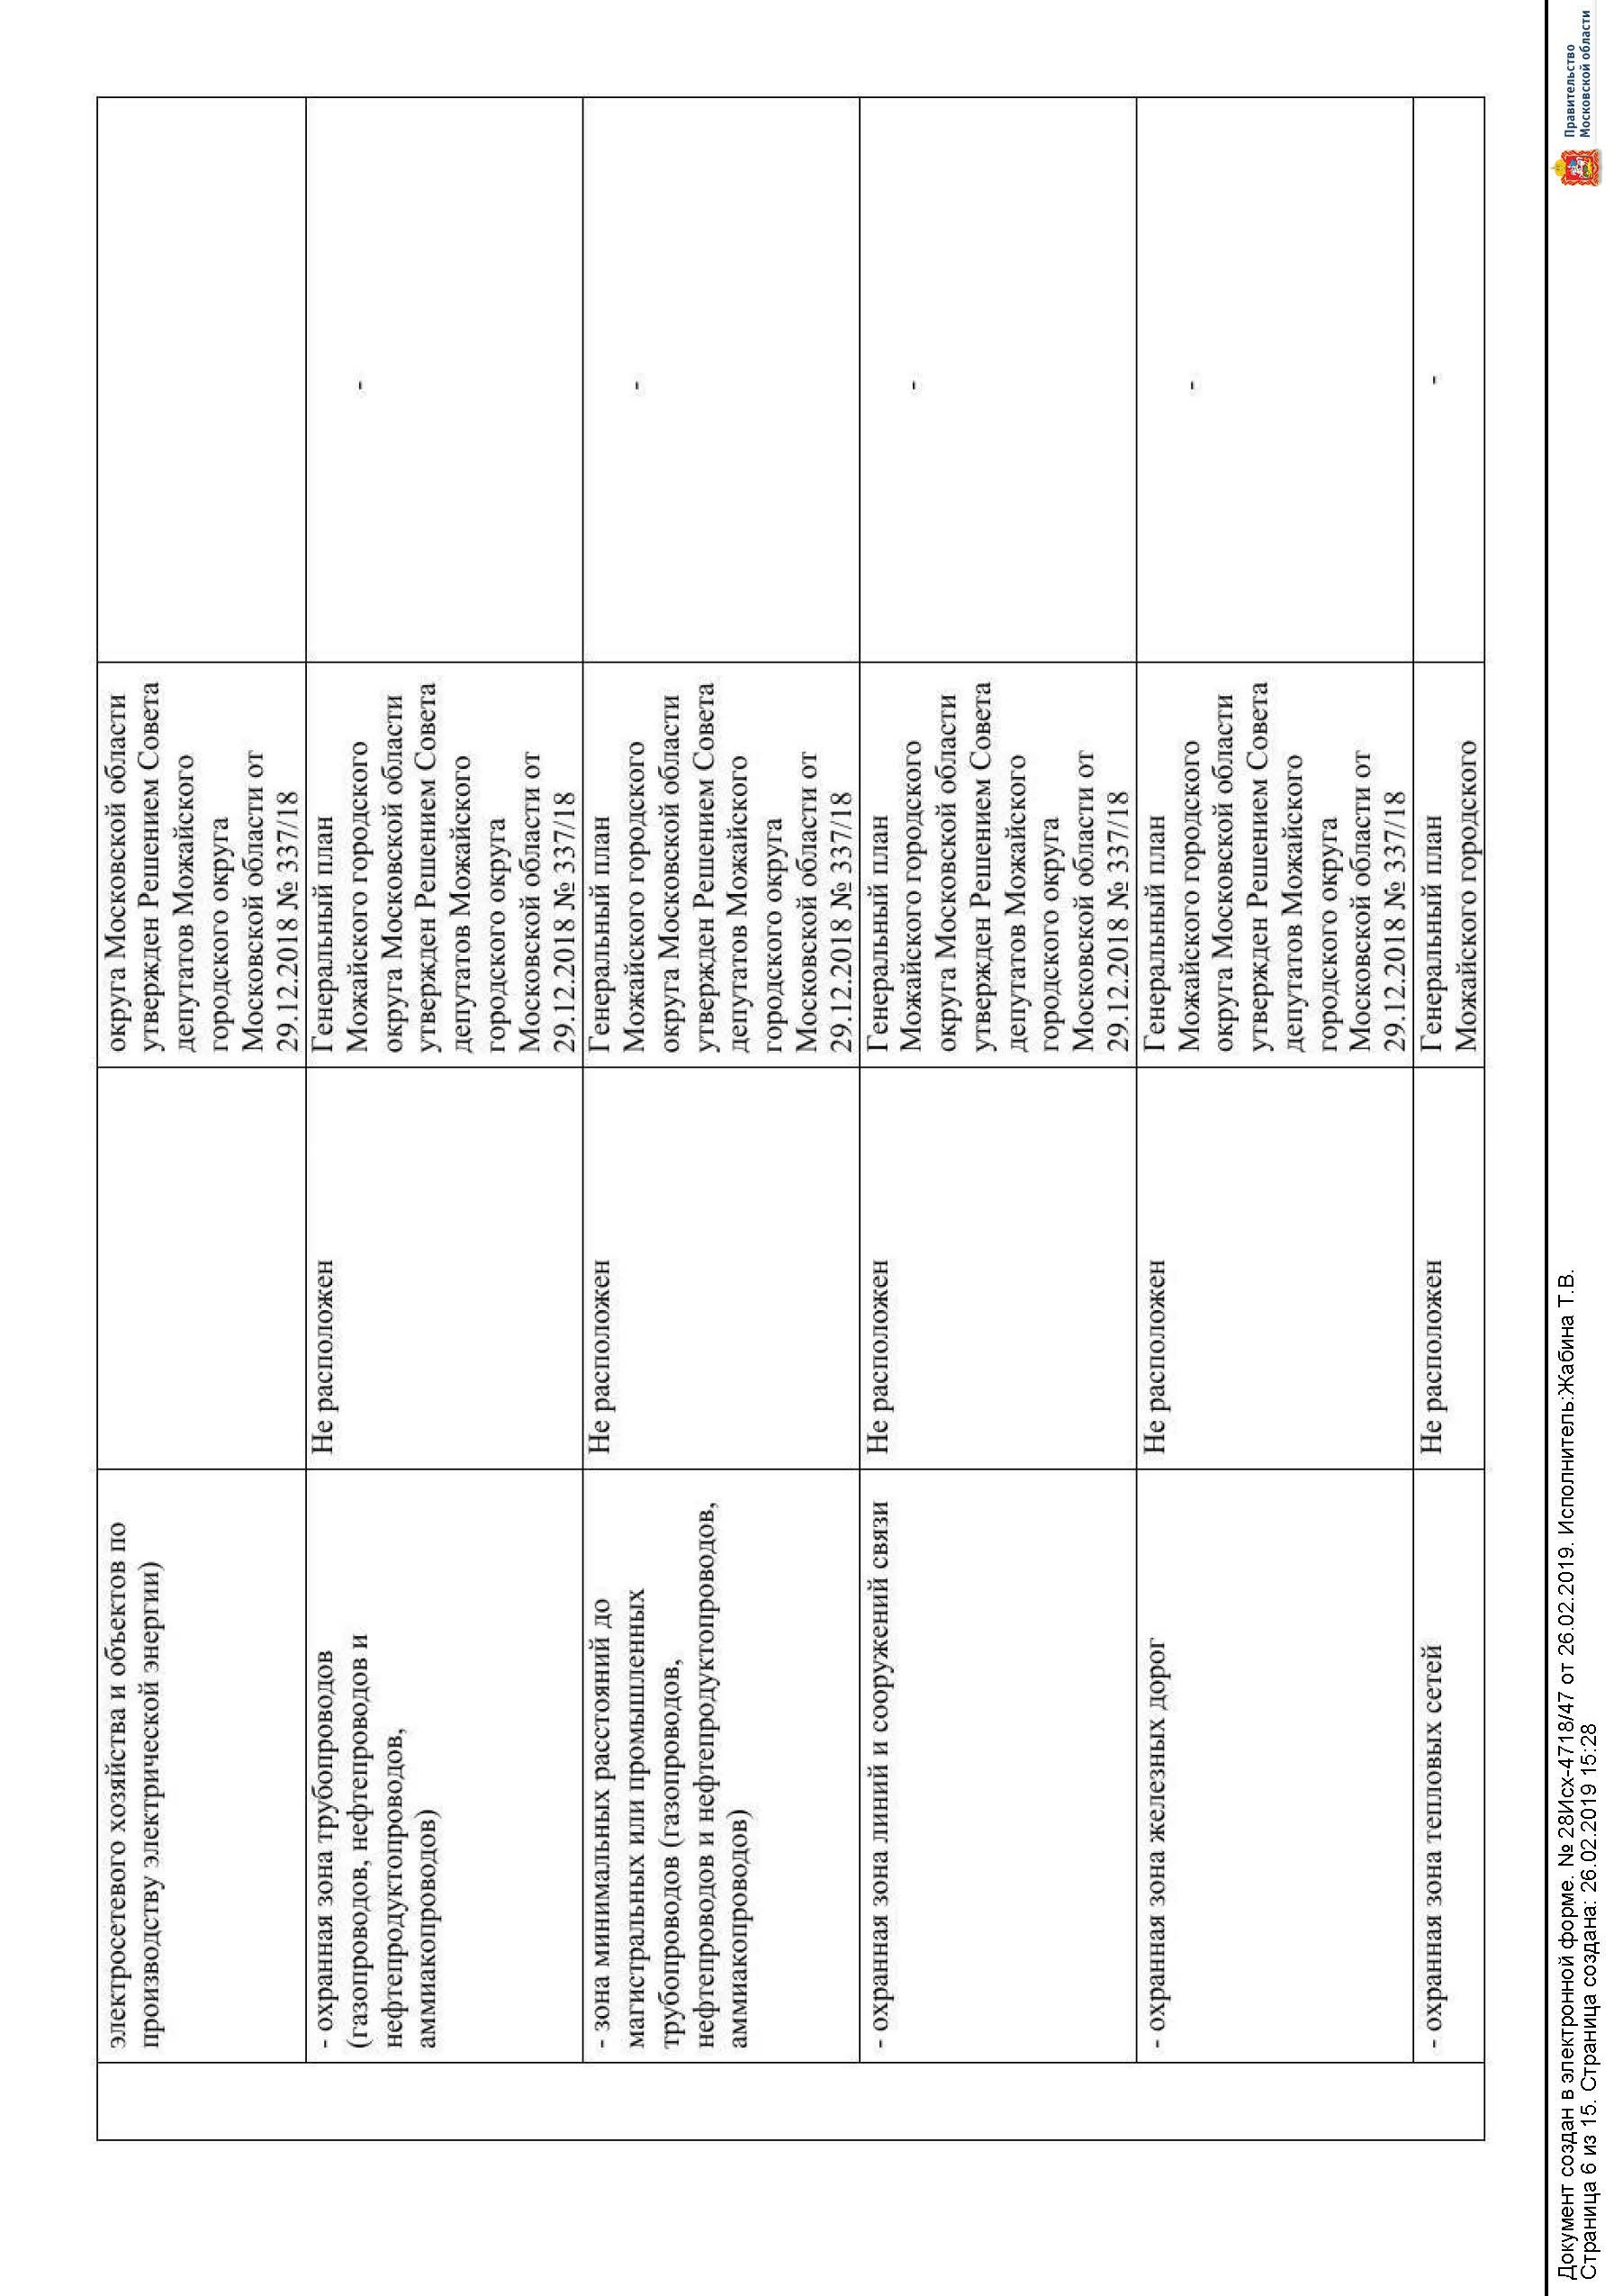 электросетевого хозяйства и объектов по
производству электрической энергии)
округа Московской области
утвержден Решением Совета
депутатов Можайского
городского округа
Московской области от
29.12.2018 № 337/18
- охранная зона трубопроводов
(газопроводов, нефтепроводов и
нефтепродуктопроводов,
аммиакопроводов)
Не расположен
Генеральный план
Можайского городского
округа Московской области
утвержден Решением Совета
депутатов Можайского
городского округа
Московской области от
29.12.2018 № 337/18
-
- зона минимальных расстояний до
магистральных или промышленных
трубопроводов (газопроводов,
нефтепроводов и нефтепродуктопроводов,
аммиакопроводов)
Не расположен
Генеральный план
Можайского городского
округа Московской области
утвержден Решением Совета
депутатов Можайского
городского округа
Московской области от
29.12.2018 № 337/18
-
- охранная зона линий и сооружений связи
Не расположен
Генеральный план
Можайского городского
округа Московской области
утвержден Решением Совета
депутатов Можайского
городского округа
Московской области от
29.12.2018 № 337/18
-
- охранная зона железных дорог
Не расположен
Генеральный план
Можайского городского
округа Московской области
утвержден Решением Совета
депутатов Можайского
городского округа
Московской области от
29.12.2018 № 337/18
-
- охранная зона тепловых сетей
Не расположен
Генеральный план
Можайского городского
-
Документ создан в электронной форме. № 28Исх-4718/47 от 26.02.2019. Исполнитель:Жабина Т.В.
Страница 6 из 15. Страница создана: 26.02.2019 15:28
Правительство
Московской области